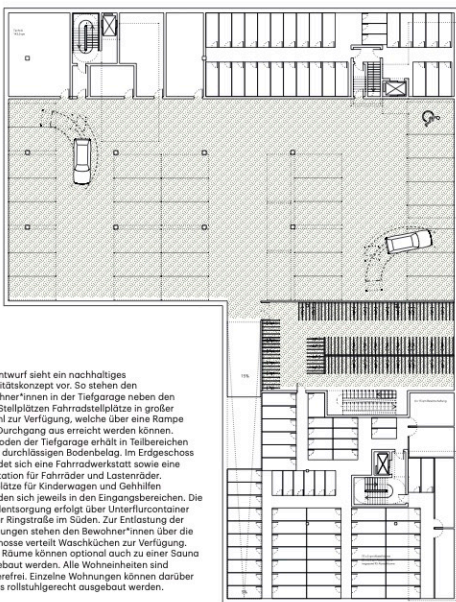 ntwurf sieht ein nachhaltiges
itätskonzept vor. So stehen den
hner*innen in der Tiefgarage neben den
Stellplätzen Fahrradstellplätze in großer
hl zur Verfügung, welche über eine Rampe
Durchgang aus erreicht werden können.
oden der Tiefgarage erhält in Teilbereichen
durchlässigen Bodenbelag. Im Erdgeschoss
det sich eine Fahrradwerkstatt sowie eine
tation für Fahrräder und Lastenräder.
plätze für Kinderwagen und Gehhilfen
den sich jeweils in den Eingangsbereichen. Die
lentsorgung erfolgt über Unterflurcontainer
r Ringstraße im Süden. Zur Entlastung der
ungen stehen den Bewohner*innen über die
hosse verteilt Waschküchen zur Verfügung.
Räume können optional auch zu einer Sauna
ebaut werden. Alle Wohneinheiten sind
erefrei. Einzelne Wohnungen können darüber
s rollstuhlgerecht ausgebaut werden.
15%